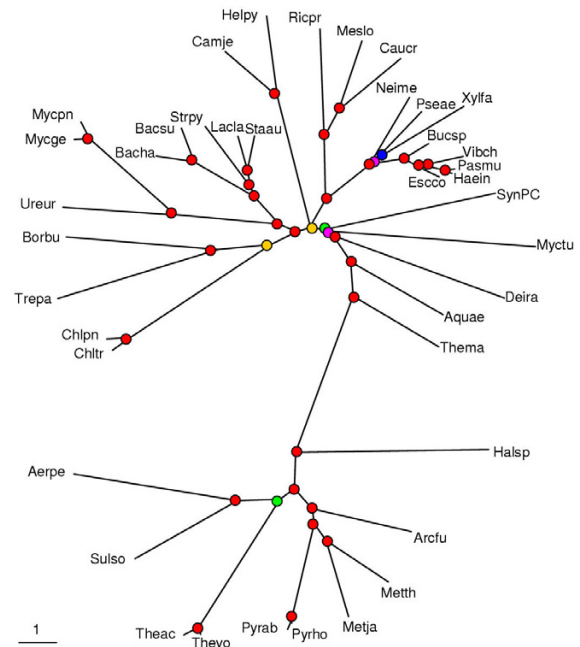 Helpy
Ricpr
Meslo
Camje
Caucr
Neime
Pseae
Xylfa
Mycpn
Strpy
Lacla
Staau
Bacsu
Bucsp
Mycge
Bacha
Vibch
Pasmu
Haein
Escco
SynPC
Ureur
Borbu
Myctu
Trepa
Deira
Aquae
Chlpn
Chltr
Thema
Halsp
Aerpe
Arcfu
Sulso
Metth
Metja
Pyrab
Pyrho
Theac
Thevo
1